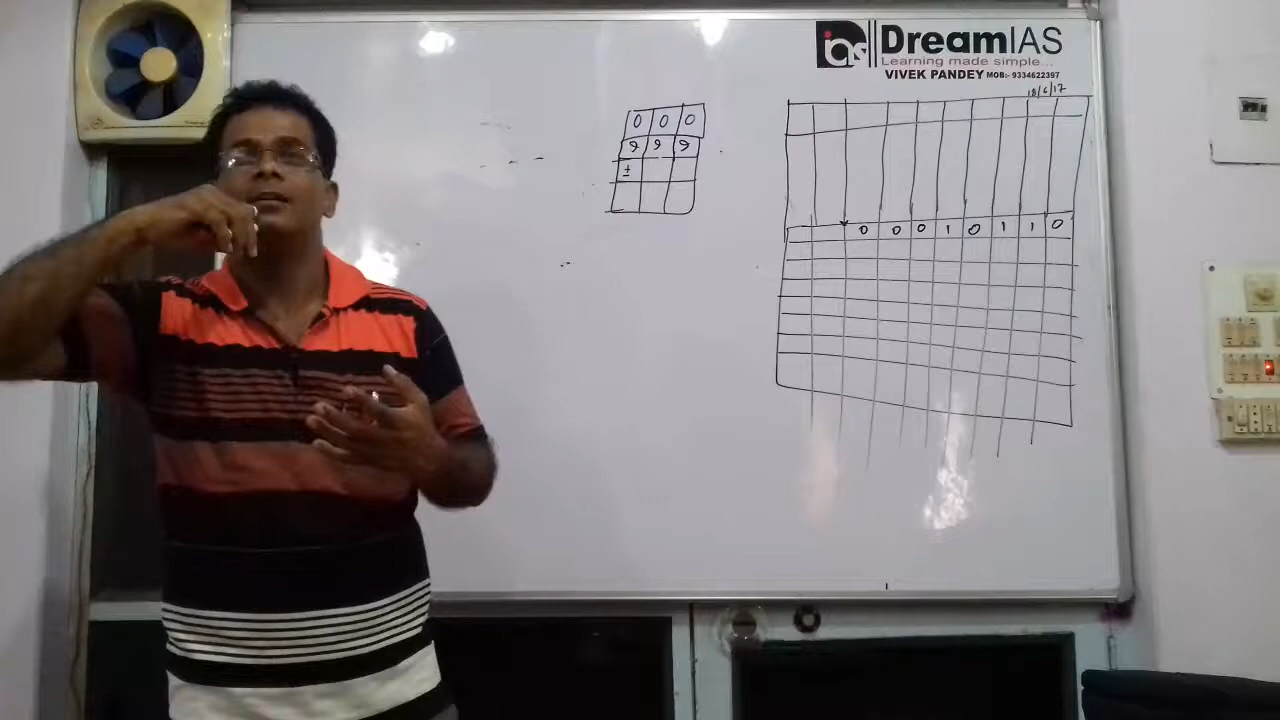 ias DreamIAS
Learning made simple...
VIVEK PANDEY MOB:- 9334622397
18/6/17
0 0 0
9 9 9
±
0 0 0 1 0 1 1 0